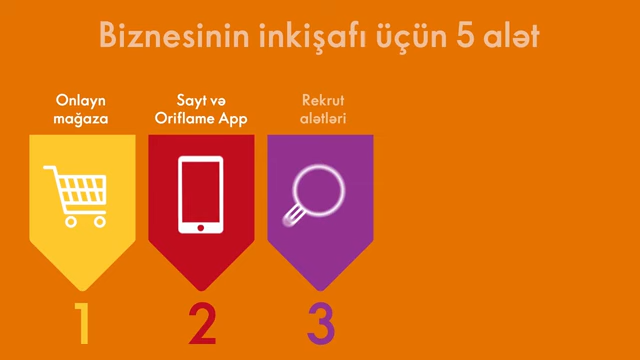 Biznesinin inkişafı üçün 5 alət
Onlayn
mağaza
Sayt və
Oriflame App
Rekrut
alətləri
1
2
3